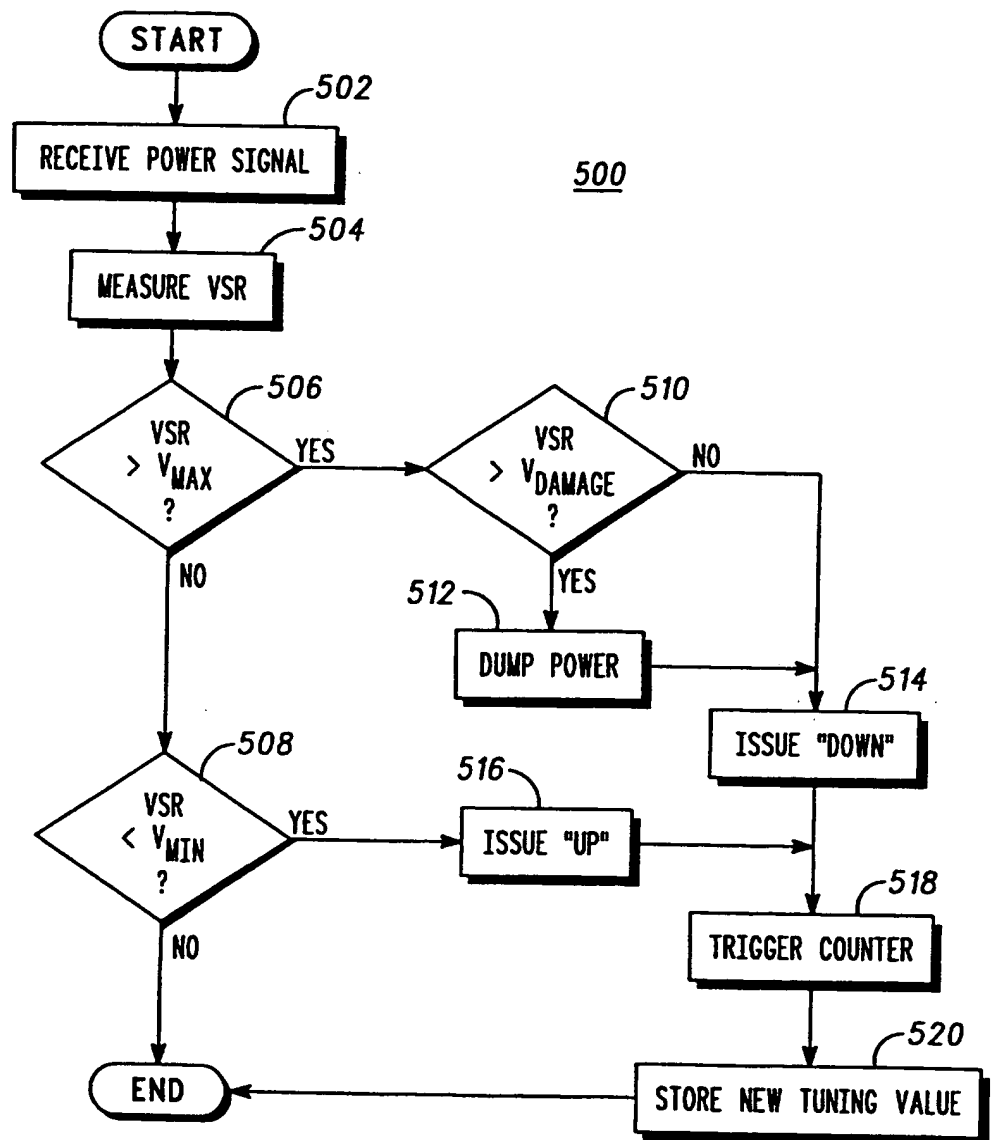 START
502
RECEIVE POWER SIGNAL
500
504
MEASURE VSR
506
VSR
> VMAX
?
YES
NO
510
VSR
> VDAMAGE
?
NO
YES
512
DUMP POWER
514
ISSUE "DOWN"
508
VSR
< VMIN
?
YES
NO
516
ISSUE "UP"
518
TRIGGER COUNTER
520
STORE NEW TUNING VALUE
END